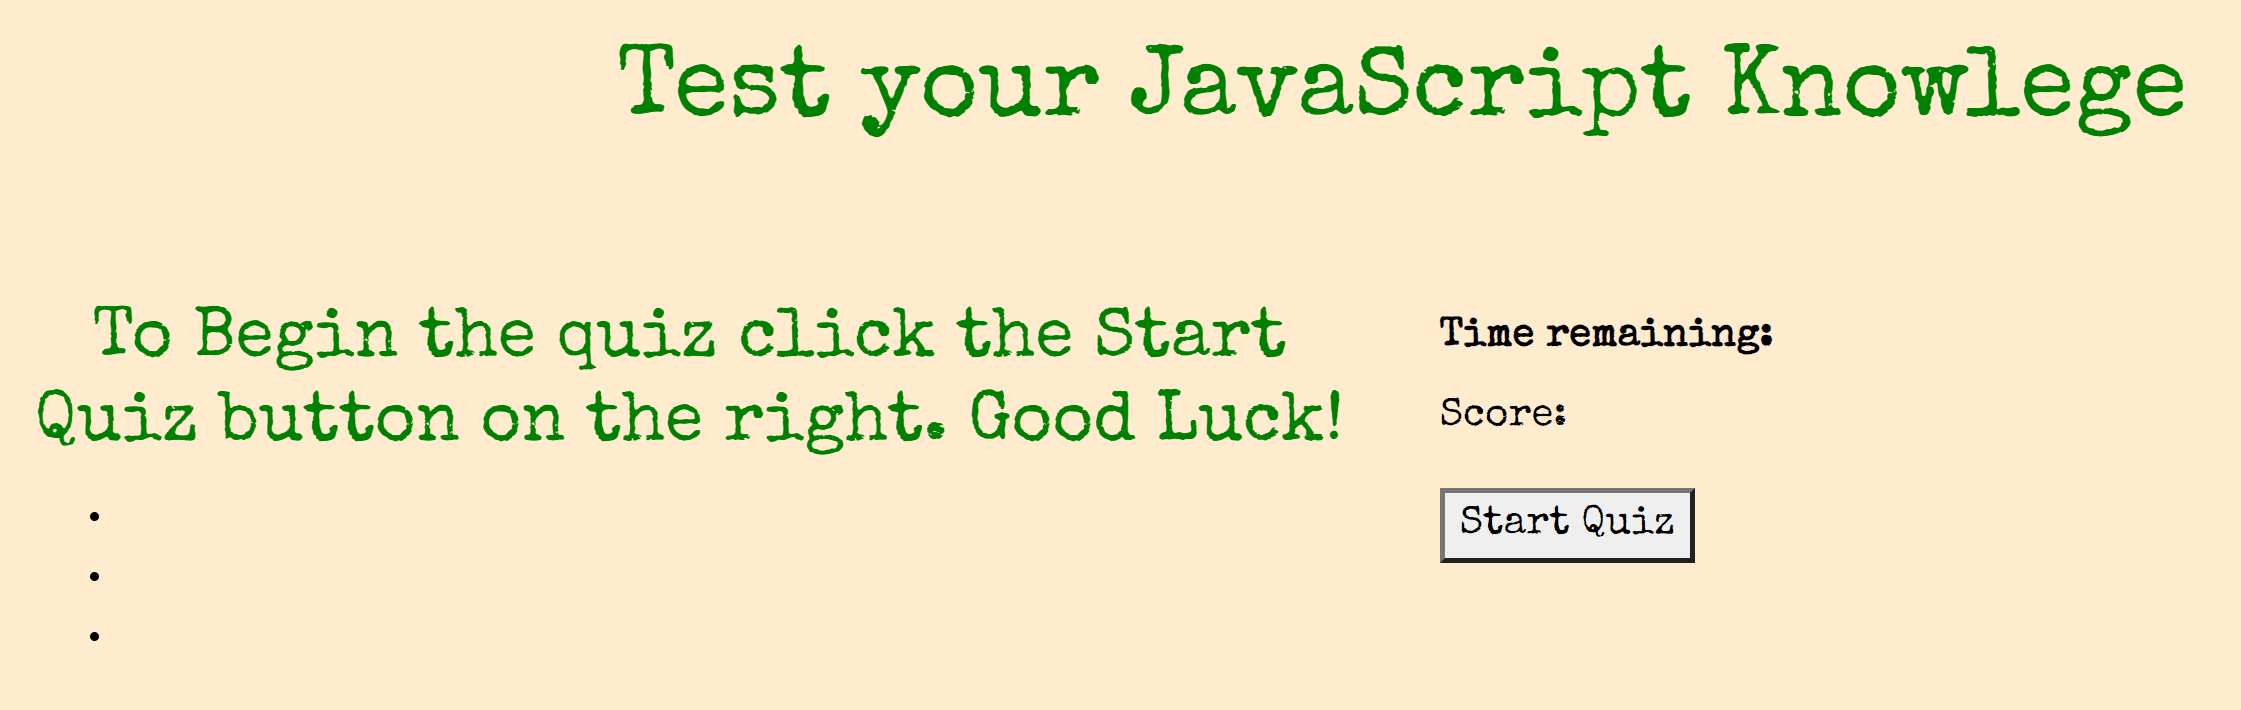 Test your JavaScript Knowlege
To Begin the quiz click the Start
Quiz button on the right. Good Luck!
Time remaining:
Score:
Start Quiz